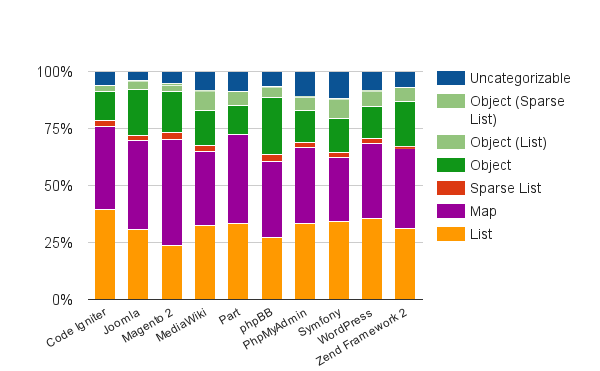 100%
75%
50%
25%
0%
Code Igniter
Joomla
Magento 2
MediaWiki
Part
phpBB
PhpMyAdmin
Symfony
WordPress
Zend Framework 2
Uncategorizable
Object (Sparse
List)
Object (List)
Object
Sparse List
Map
List